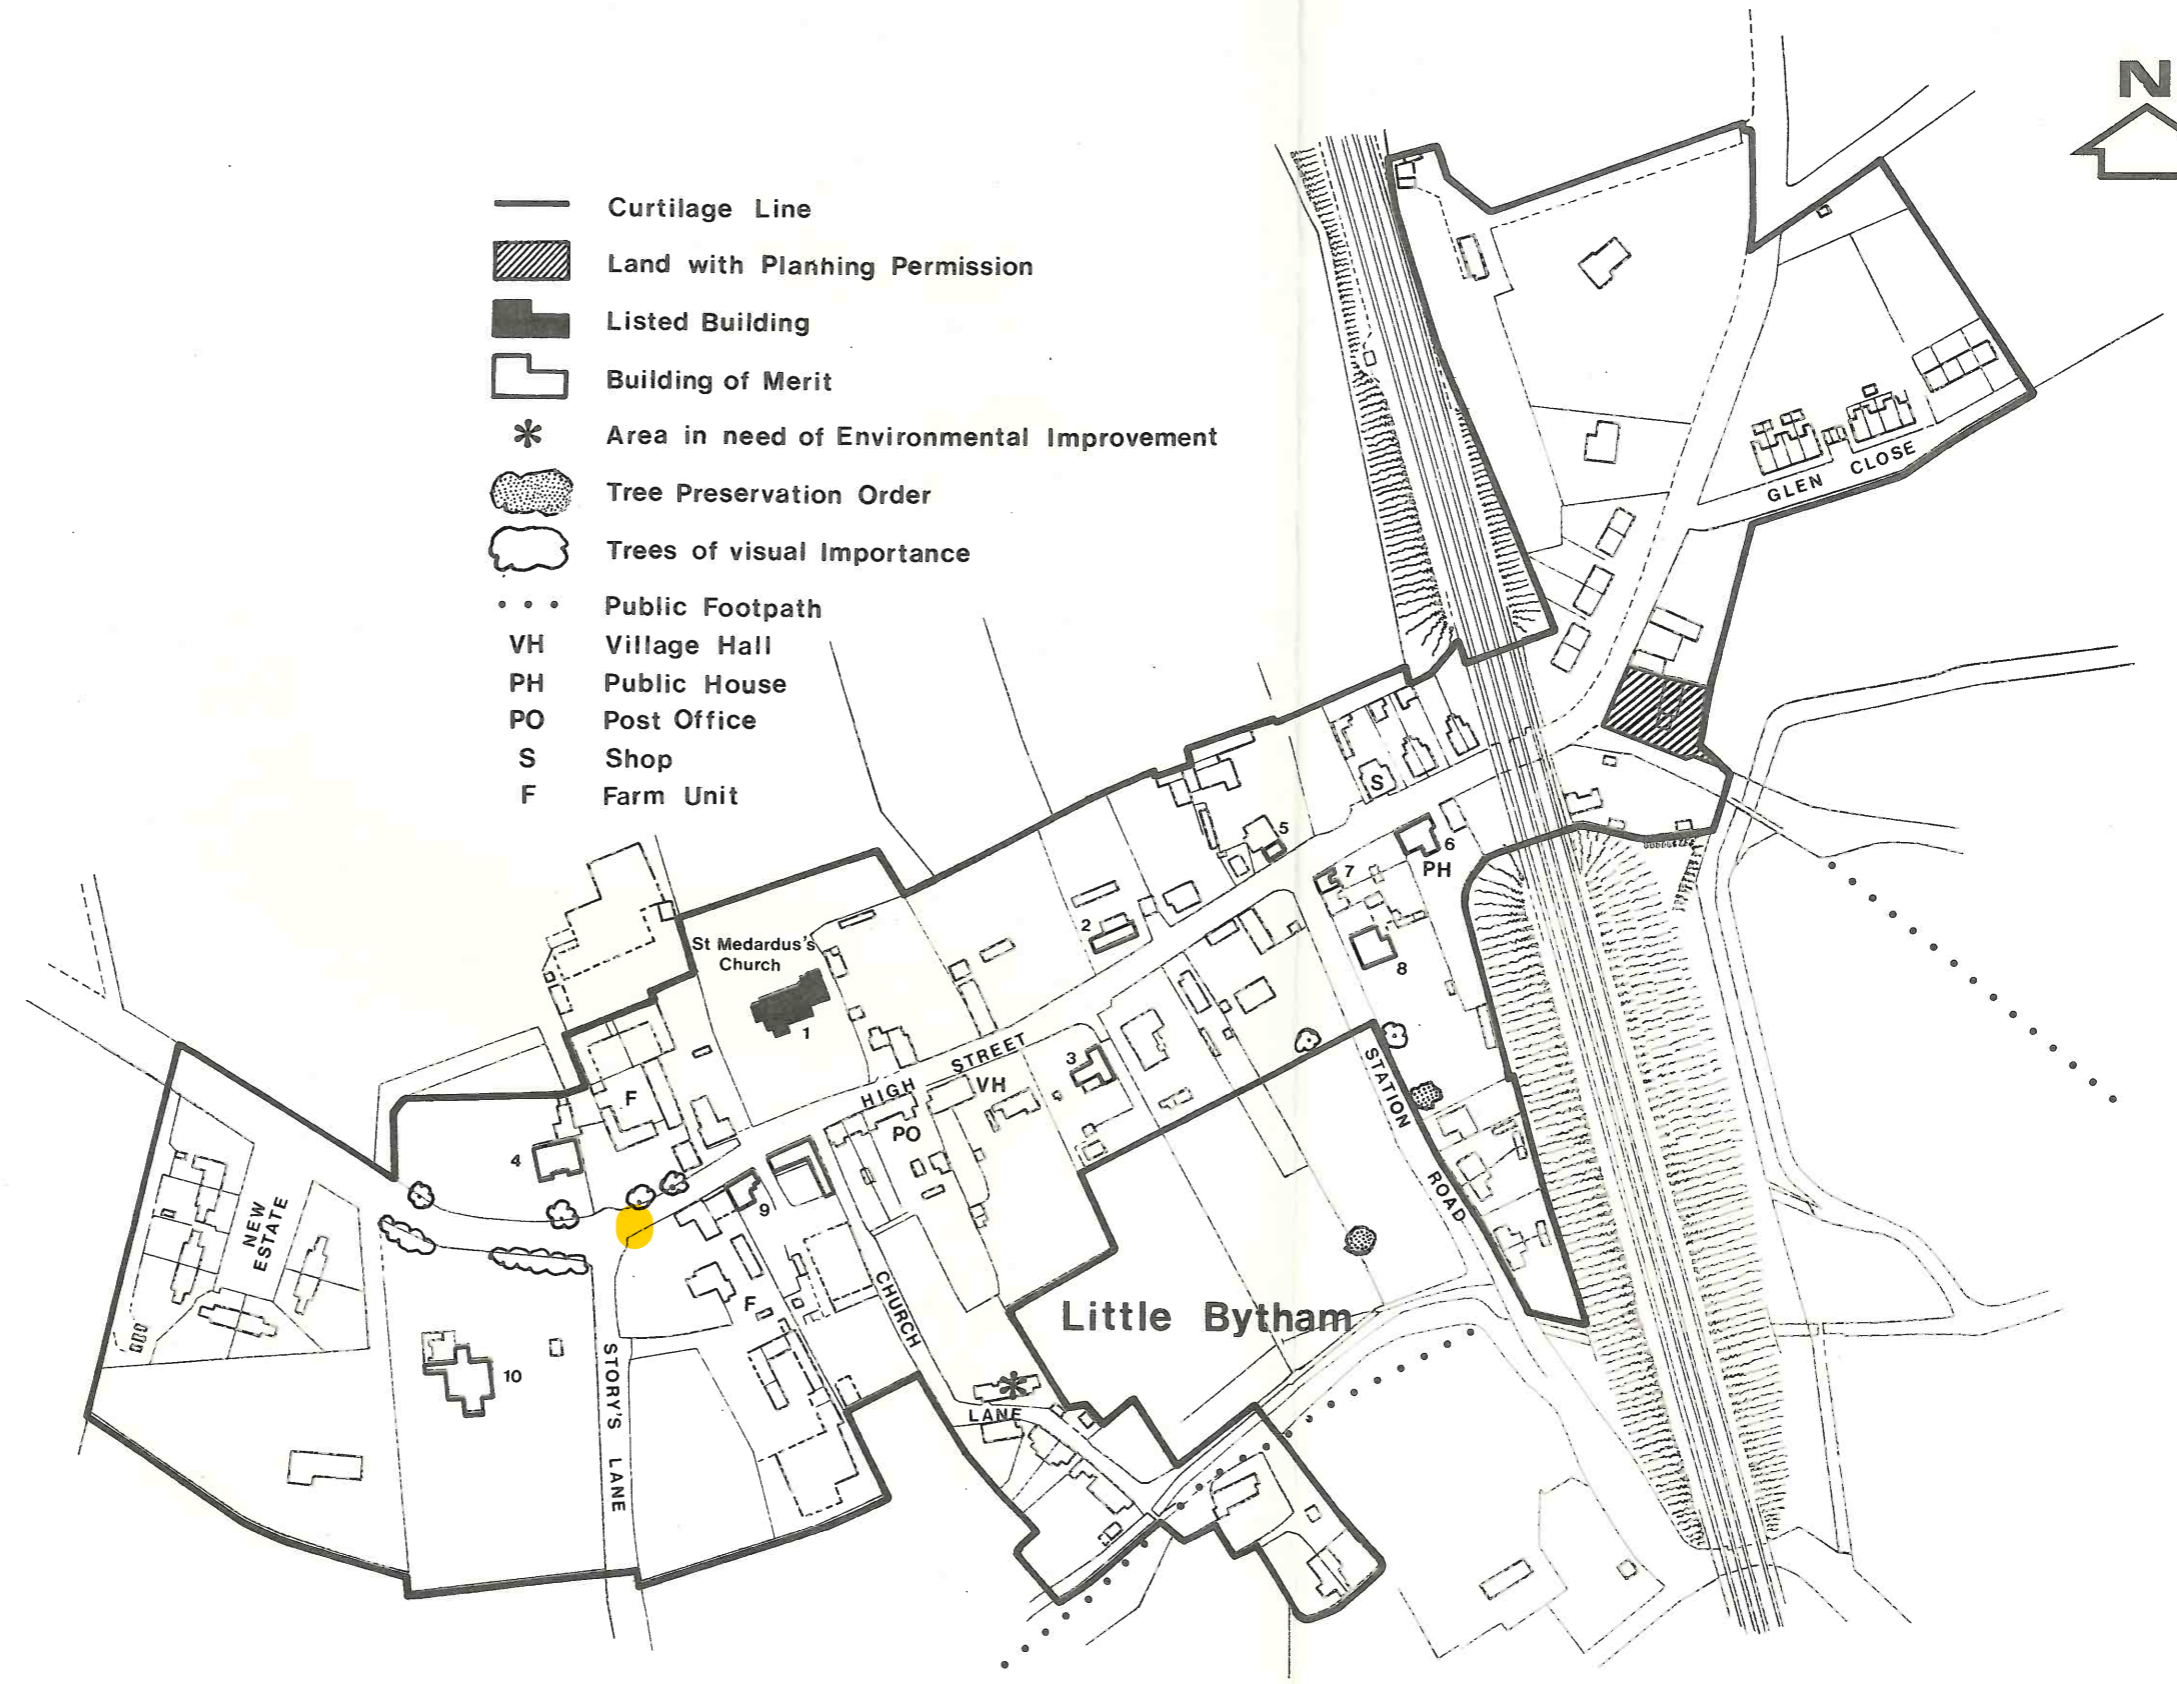 N
Curtilage Line
Land with Planhing Permission
Listed Building
Building of Merit
Area in need of Environmental Improvement
Tree Preservation Order
Trees of visual Importance
Public Footpath
VH Village Hall
PH Public House
PO Post Office
S Shop
F Farm Unit
GLEN CLOSE
S
5
6
PH
7
8
2
St Medardus's
Church
1
HIGH STREET
3
VH
PO
F
4
9
STATION ROAD
NEW
ESTATE
F
CHURCH LANE
Little Bytham
10
STORY'S LANE